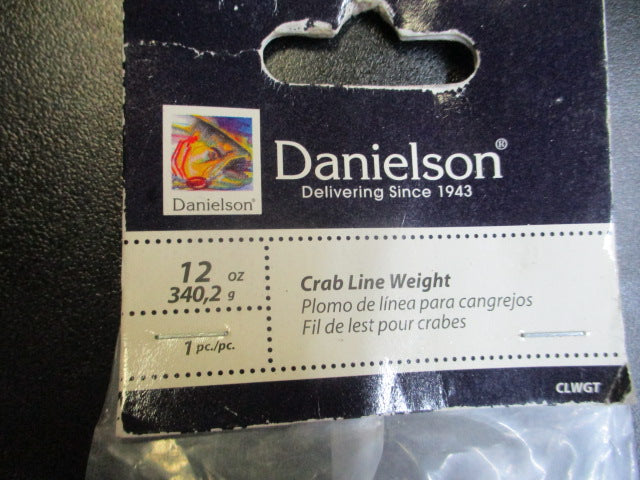 Danielson®
Danielson®
Delivering Since 1943
12 oz
340,2 g
1 pc./pc.
Crab Line Weight
Plomo de línea para cangrejos
Fil de lest pour crabes
CLWGT